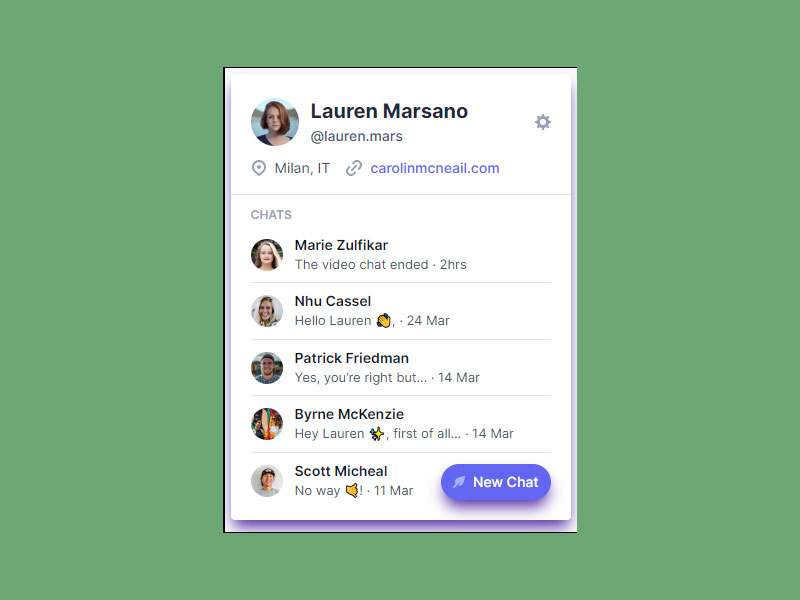 Lauren Marsano
@lauren.mars
Milan, IT carolinmcneail.com
CHATS
Marie Zulfikar
The video chat ended · 2hrs
Nhu Cassel
Hello Lauren 👏, · 24 Mar
Patrick Friedman
Yes, you're right but... · 14 Mar
Byrne McKenzie
Hey Lauren ✨, first of all... · 14 Mar
Scott Micheal
No way 🤙! · 11 Mar
New Chat